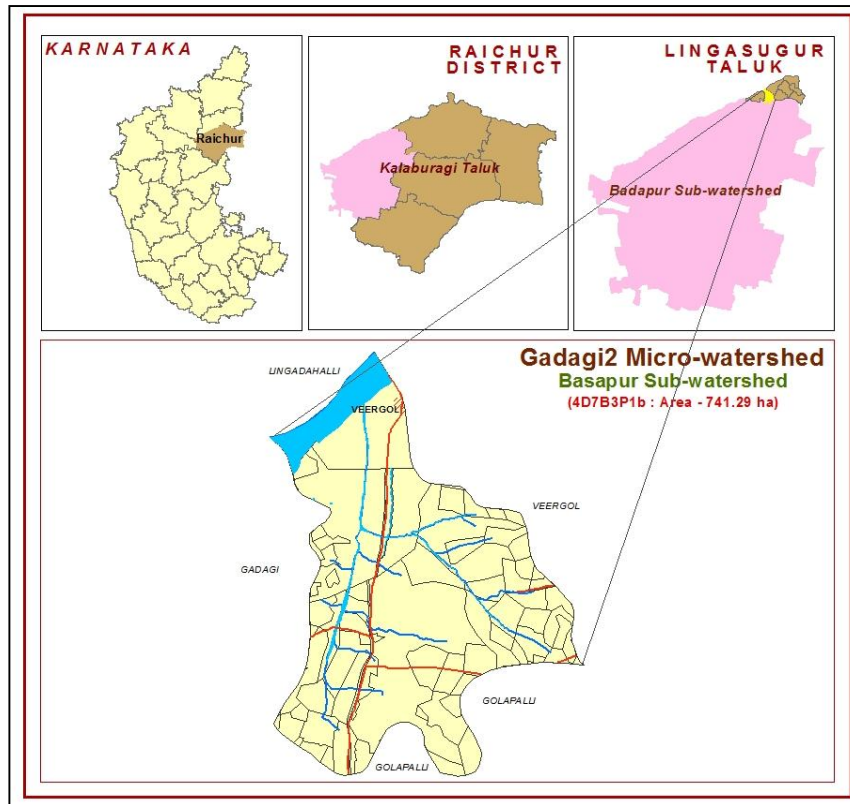 KARNATAKA
Raichur
RAICHUR
DISTRICT
Kalaburagi Taluk
LINGASUGUR
TALUK
Badapur Sub-watershed
Gadagi2 Micro-watershed
Basapur Sub-watershed
(4D7B3P1b : Area - 741.29 ha)
LINGADAHALLI
VEERGOL
VEERGOL
GADAGI
GOLAPALLI
GOLAPALLI